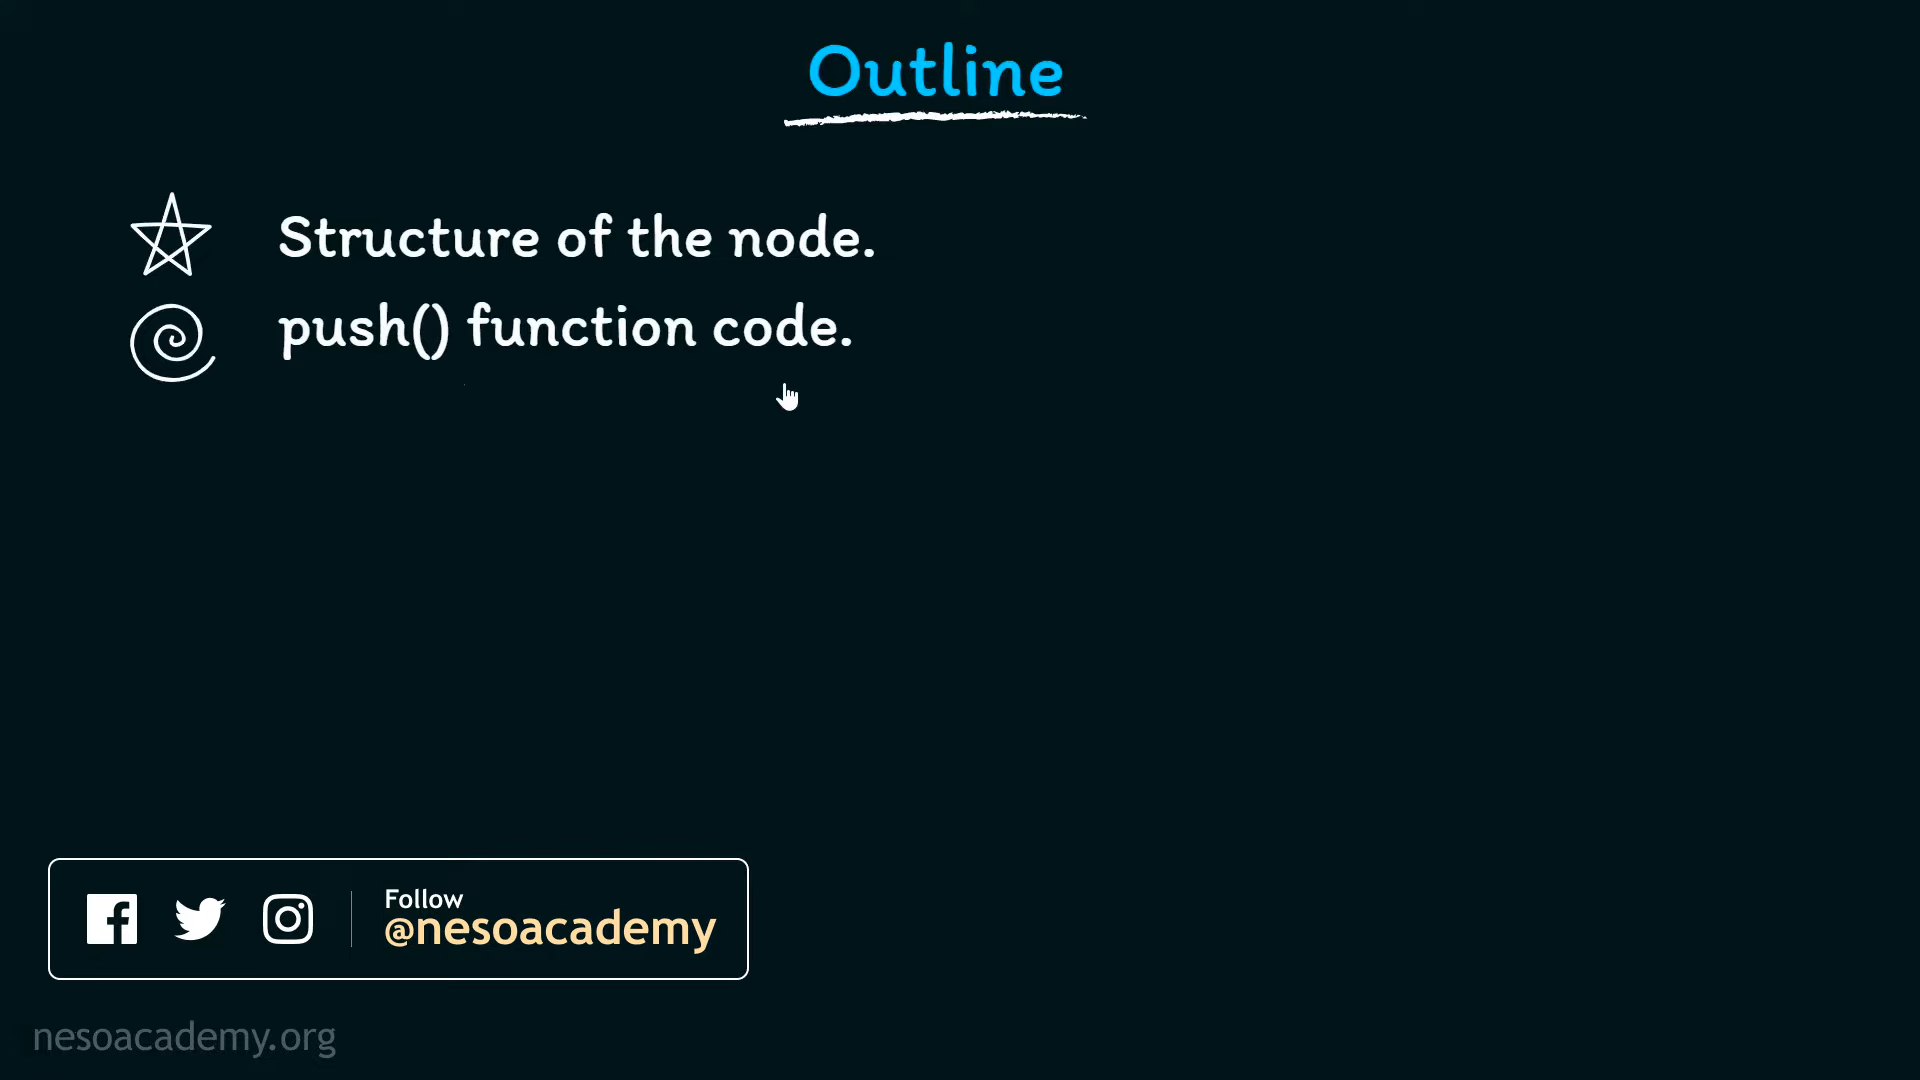 Outline
Structure of the node.
push() function code.
Follow
@nesoacademy
nesoacademy.org